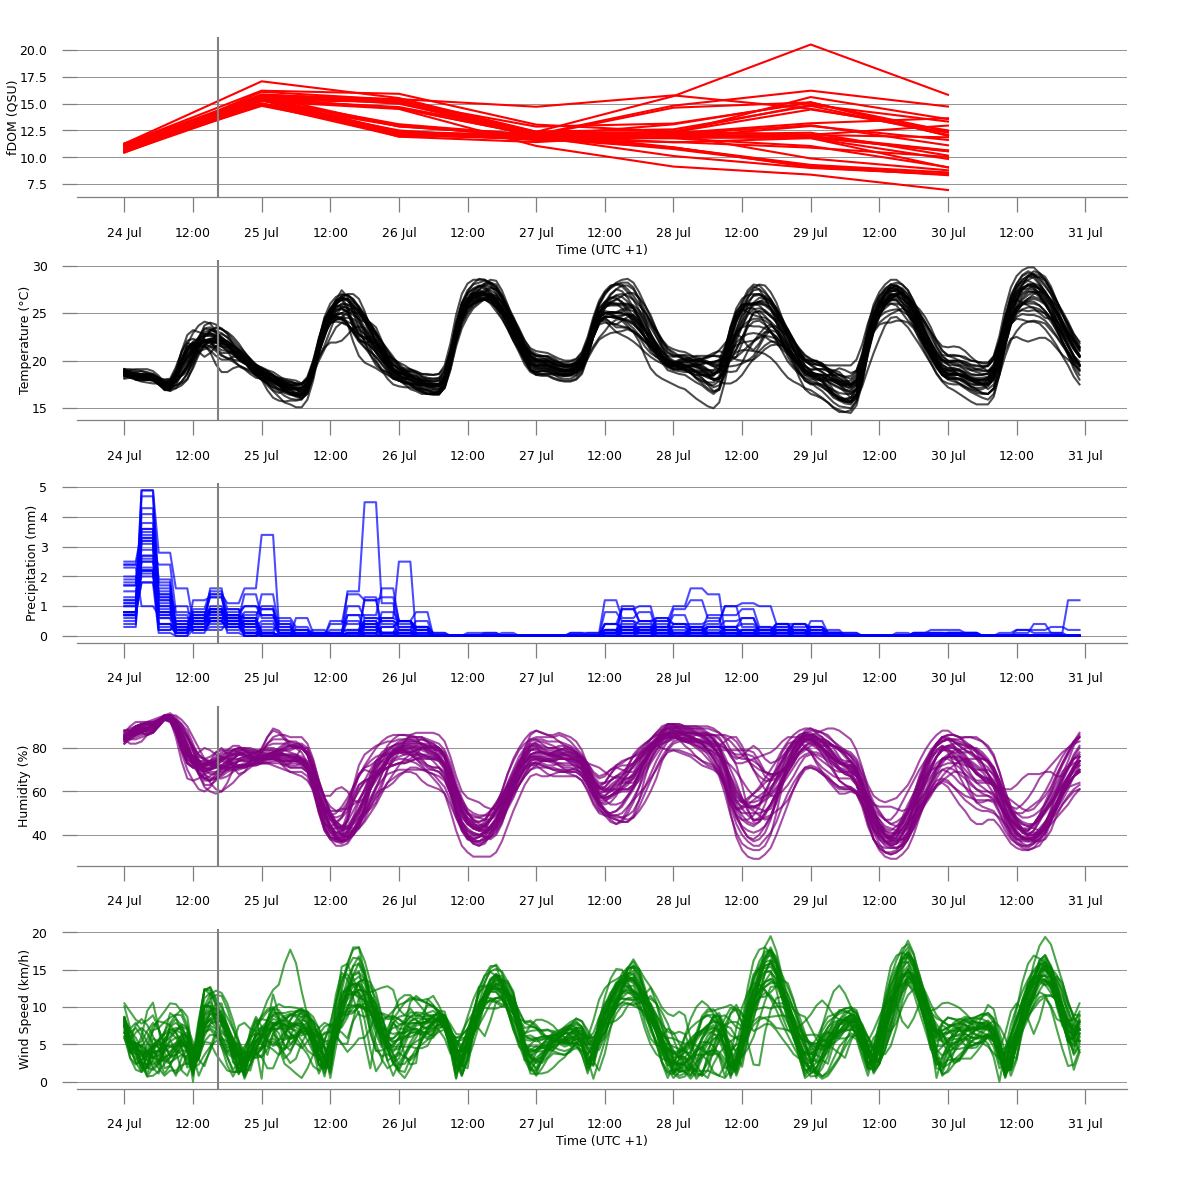 fDOM (QSU)
20.0
17.5
15.0
12.5
10.0
7.5
24 Jul 12:00 25 Jul 12:00 26 Jul 12:00 27 Jul 12:00 28 Jul 12:00 29 Jul 12:00 30 Jul 12:00 31 Jul
Time (UTC +1)
Temperature (°C)
30
25
20
15
24 Jul 12:00 25 Jul 12:00 26 Jul 12:00 27 Jul 12:00 28 Jul 12:00 29 Jul 12:00 30 Jul 12:00 31 Jul
Precipitation (mm)
5
4
3
2
1
0
24 Jul 12:00 25 Jul 12:00 26 Jul 12:00 27 Jul 12:00 28 Jul 12:00 29 Jul 12:00 30 Jul 12:00 31 Jul
Humidity (%)
80
60
40
24 Jul 12:00 25 Jul 12:00 26 Jul 12:00 27 Jul 12:00 28 Jul 12:00 29 Jul 12:00 30 Jul 12:00 31 Jul
Wind Speed (km/h)
20
15
10
5
0
24 Jul 12:00 25 Jul 12:00 26 Jul 12:00 27 Jul 12:00 28 Jul 12:00 29 Jul 12:00 30 Jul 12:00 31 Jul
Time (UTC +1)